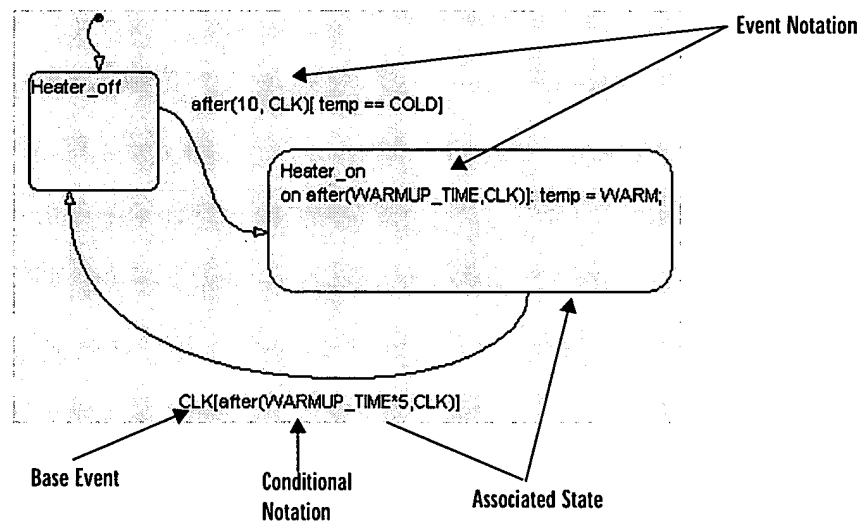 Event Notation
Heater_off
after(10, CLK)[ temp == COLD]
Heater_on
on after(WARMUP_TIME,CLK)]: temp = WARM;
CLK[after(WARMUP_TIME*5,CLK)]
Base Event
Conditional
Notation
Associated State